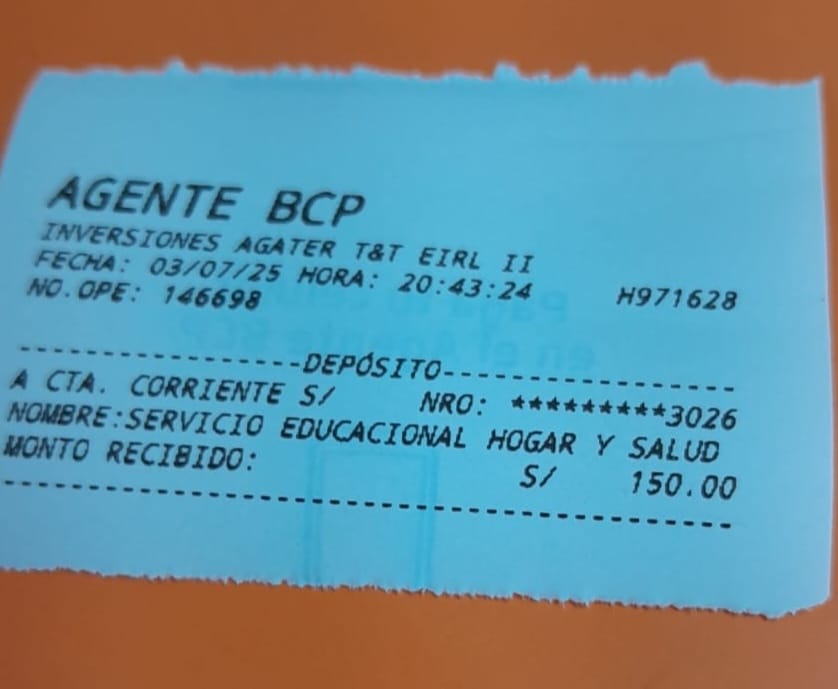 AGENTE BCP
INVERSIONES AGATER T&T EIRL II
FECHA: 03/07/25 HORA: 20:43:24 H971628
NO.OPE: 146698
----------------DEPÓSITO----------------
A CTA. CORRIENTE S/ NRO: *********3026
NOMBRE:SERVICIO EDUCACIONAL HOGAR Y SALUD
MONTO RECIBIDO: S/ 150.00
----------------------------------------